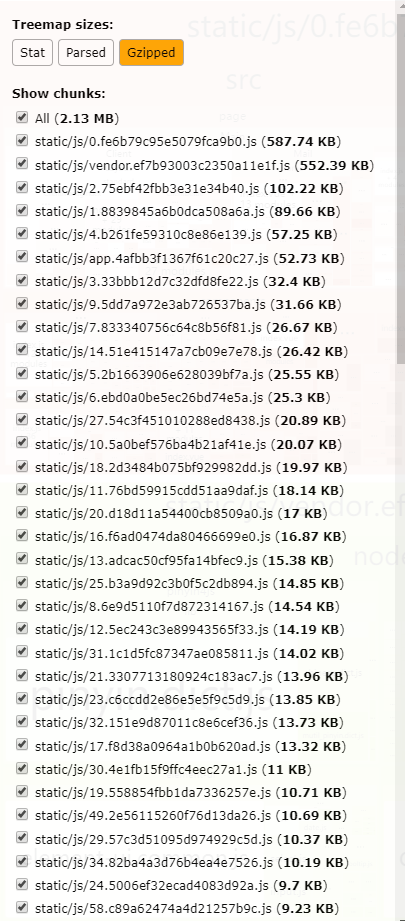 Treemap sizes:
Stat Parsed Gzipped
Show chunks:
All (2.13 MB)
static/js/0.fe6b79c95e5079fca9b0.js (587.74 KB)
static/js/vendor.ef7b93003c2350a11e1f.js (552.39 KB)
static/js/2.75ebf42fbb3e31e34b40.js (102.22 KB)
static/js/1.8839845a6b0dca508a6a.js (89.66 KB)
static/js/4.b261fe59310c8e86e139.js (57.25 KB)
static/js/app.4afbb3f1367f61c20c27.js (52.73 KB)
static/js/3.33bbb12d7c32dfd8fe22.js (32.4 KB)
static/js/9.5dd7a972e3ab726537ba.js (31.66 KB)
static/js/7.833340756c64c8b56f81.js (26.67 KB)
static/js/14.51e415147a7cb09e7e78.js (26.42 KB)
static/js/5.2b1663906e628039bf7a.js (25.55 KB)
static/js/6.ebd0a0be5ec26bd74e5a.js (25.3 KB)
static/js/27.54c3f451010288ed8438.js (20.89 KB)
static/js/10.5a0bef576ba4b21af41e.js (20.07 KB)
static/js/18.2d3484b075bf929982dd.js (19.97 KB)
static/js/11.76bd59915cdd51aa9daf.js (18.14 KB)
static/js/20.d18d11a54400cb8509a0.js (17 KB)
static/js/16.f6ad0474da80466699e0.js (16.87 KB)
static/js/13.adcac50cf95fa14bfec9.js (15.38 KB)
static/js/25.b3a9d92c3b0f5c2db894.js (14.85 KB)
static/js/8.6e9d5110f7d872314167.js (14.54 KB)
static/js/12.5ec243c3e89943565f33.js (14.19 KB)
static/js/31.1c1d5fc87347ae085811.js (14.02 KB)
static/js/21.3307713180924c183ac7.js (13.96 KB)
static/js/23.c6ccdd2e86e5e5f9c5d9.js (13.85 KB)
static/js/32.151e9d87011c8e6cef36.js (13.73 KB)
static/js/17.f8d38a0964a1b0b620ad.js (13.32 KB)
static/js/30.4e1fb15f9ffc4eec27a1.js (11 KB)
static/js/19.558854fbb1da7336257e.js (10.71 KB)
static/js/49.2e56115260f76d13da26.js (10.69 KB)
static/js/29.57c3d51095d974929c5d.js (10.37 KB)
static/js/34.82ba4a3d76b4ea4e7526.js (10.19 KB)
static/js/24.5006ef32ecad4083d92a.js (9.7 KB)
static/js/58.c89a62474a4d21257b9c.js (9.23 KB)
static/js/0.fe6b
src
page
static/js/vendor.ef
node
pinyin.dict.js